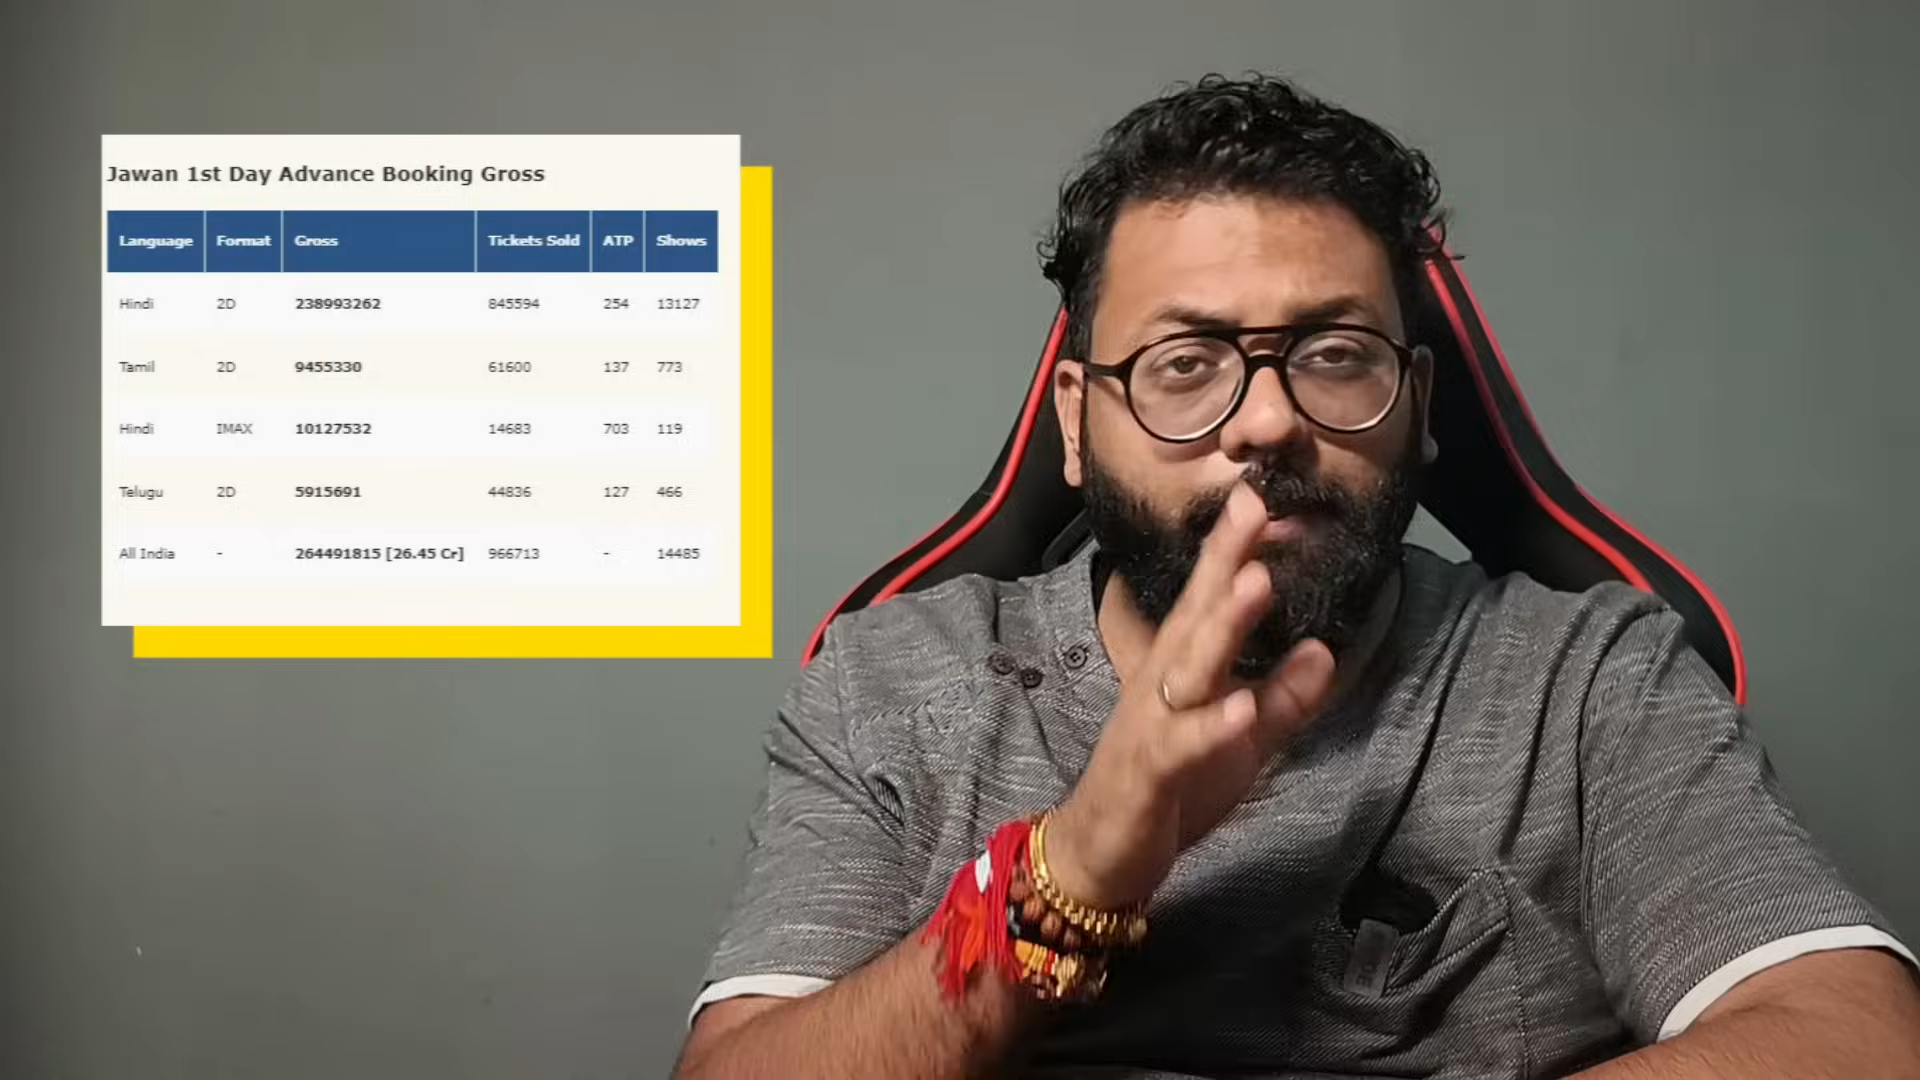 Jawan 1st Day Advance Booking Gross
Language Format Gross Tickets Sold ATP Shows
Hindi 2D 238993262 845594 254 13127
Tamil 2D 9455330 61600 137 773
Hindi IMAX 10127532 14683 703 119
Telugu 2D 5915691 44836 127 466
All India - 264491815 [26.45 Cr] 966713 - 14485